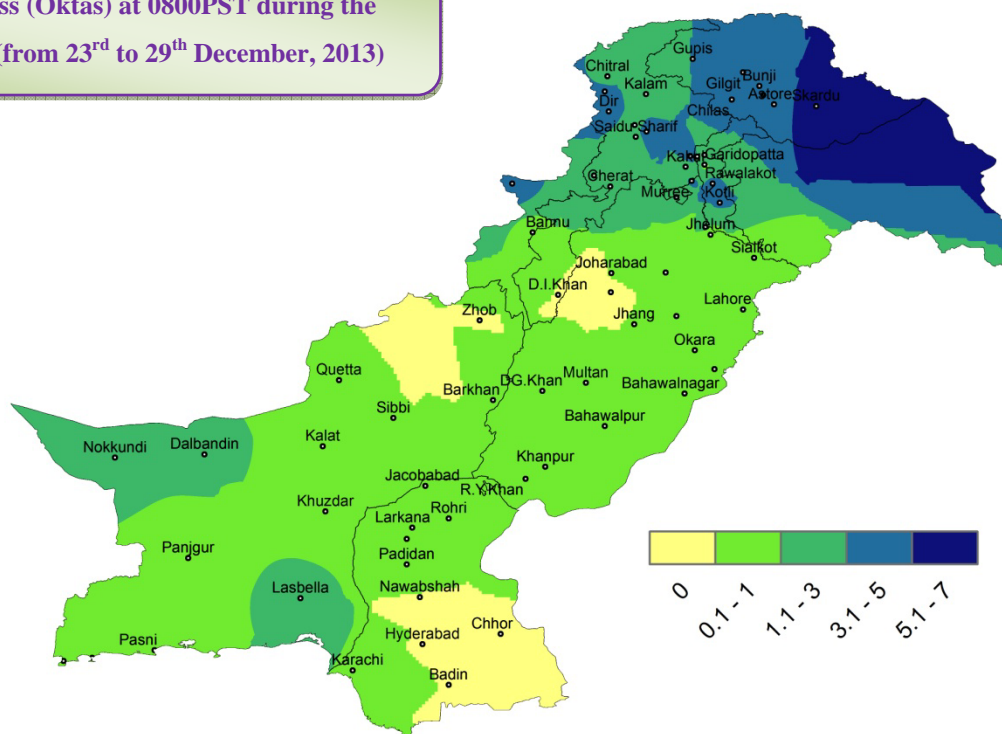 ss (Oktas) at 0800PST during the
(from 23rd to 29th December, 2013)
Gupis
Chitral
Kalam
Gilgit
Bunji
Astore
Skardu
Dir
Chilas
Saidu Sharif
Kakul
Garidopatta
Cherat
Rawalakot
Murree
Kotli
Bannu
Jhelum
Sialkot
Joharabad
D.I.Khan
Zhob
Lahore
Jhang
Okara
Quetta
DG.Khan
Multan
Bahawalnagar
Barkhan
Sibbi
Bahawalpur
Nokkundi
Dalbandin
Kalat
Khanpur
Jacobabad
R.Y.Khan
Khuzdar
Rohri
Larkana
Panjgur
Padidan
Lasbella
Nawabshah
Chhor
Hyderabad
Pasni
Karachi
Badin
0
0.1 - 1
1.1 - 3
3.1 - 5
5.1 - 7